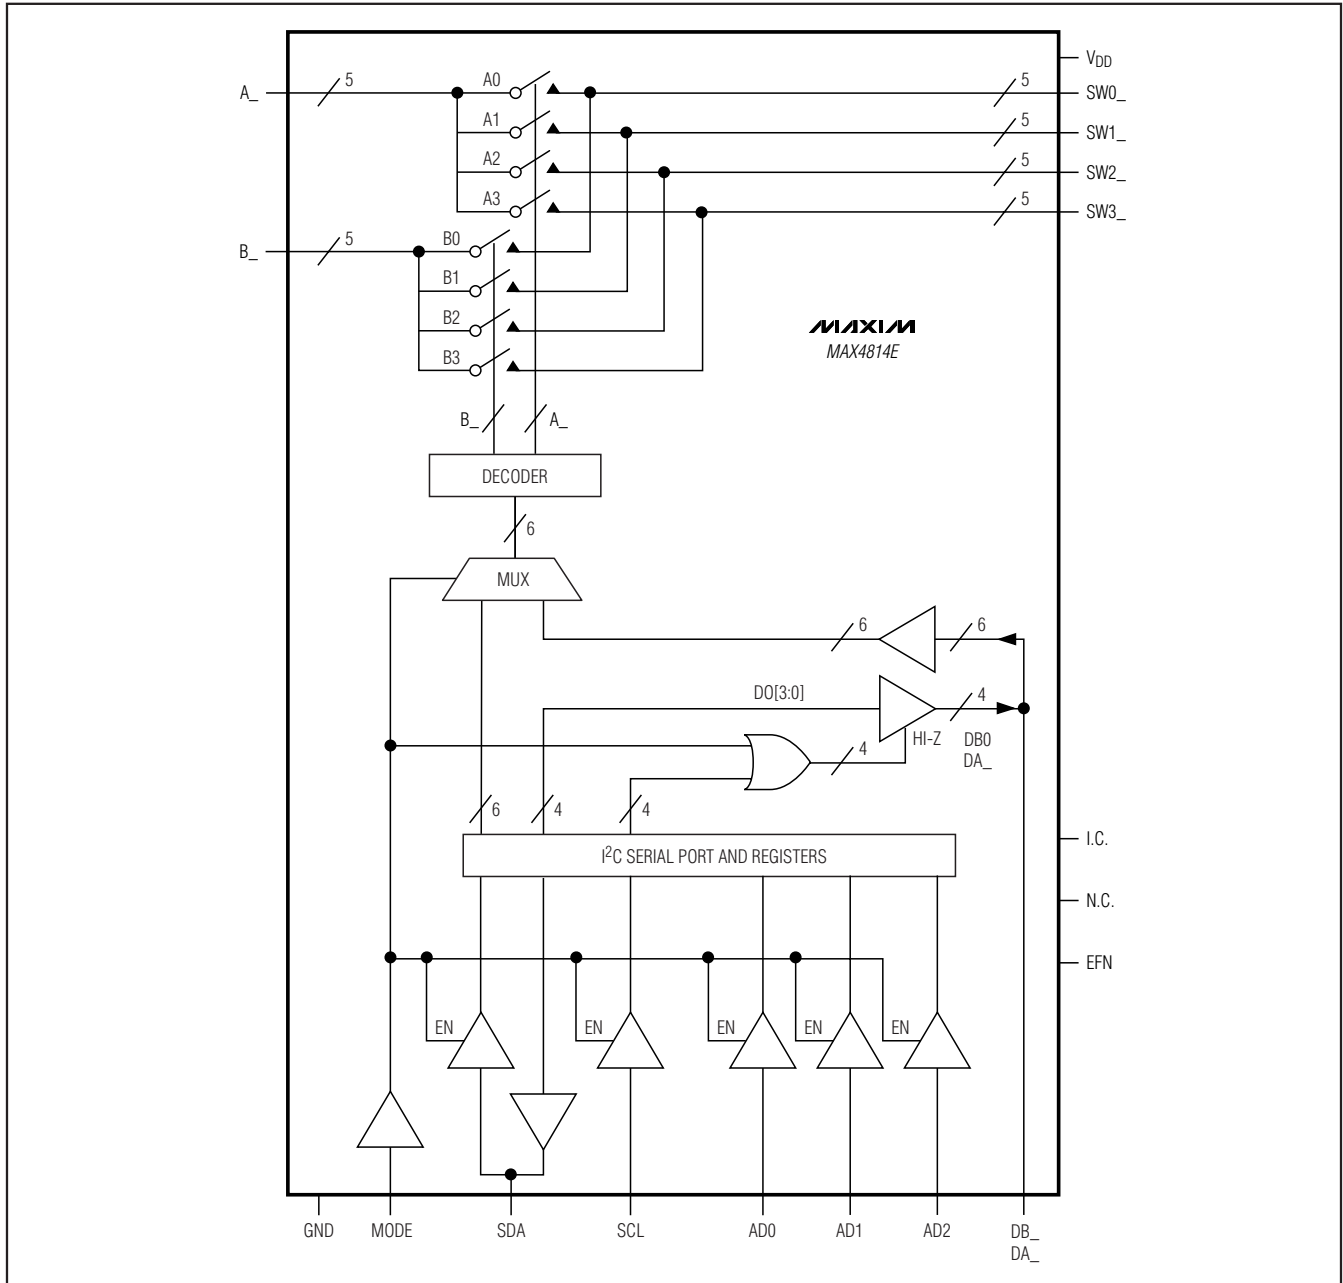 VDD
A_ 5 A0 5 SW0_
A1 5 SW1_
A2 5 SW2_
A3 5 SW3_
B_ 5 B0
B1
B2
B3
MAXIM
MAX4814E
B_ A_
DECODER
6
MUX
6 6
DO[3:0] 4
HI-Z DB0
DA_
4
6 4 4
I.C.
I2C SERIAL PORT AND REGISTERS
N.C.
EFN
EN EN EN EN EN
GND MODE SDA SCL AD0 AD1 AD2 DB_
DA_